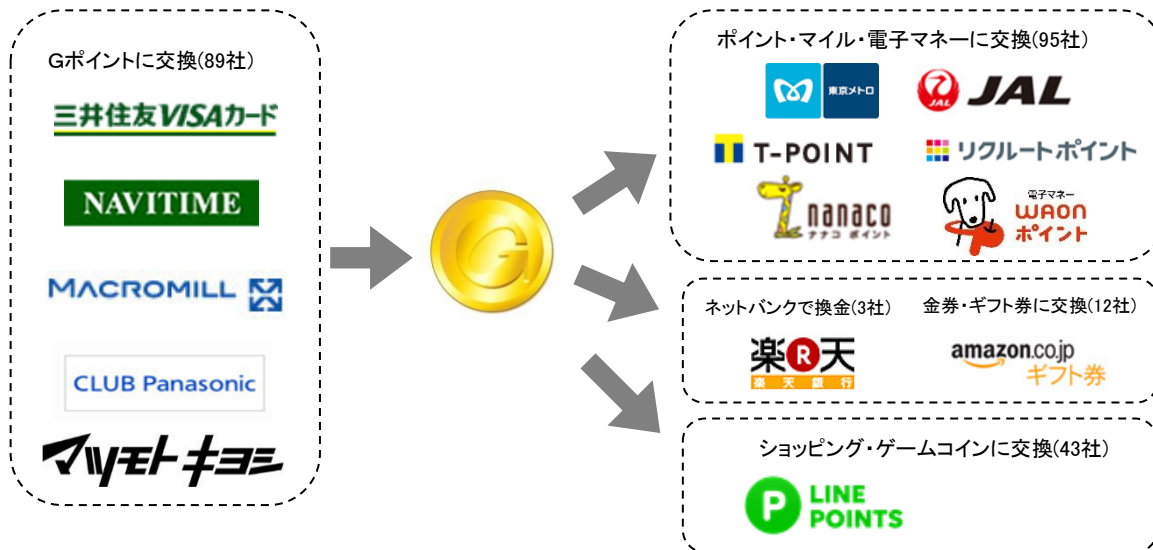 Gポイントに交換(89社)
三井住友VISAカード
NAVITIME
MACROMILL
CLUB Panasonic
マツモトキヨシ
G
ポイント・マイル・電子マネーに交換(95社)
東京メトロ
JAL
JAL
T-POINT
リクルートポイント
nanaco
ナナコ ポイント
電子マネー
WAON
ポイント
ネットバンクで換金(3社)
金券・ギフト券に交換(12社)
楽R天
楽天銀行
amazon.co.jp
ギフト券
ショッピング・ゲームコインに交換(43社)
P
LINE
POINTS